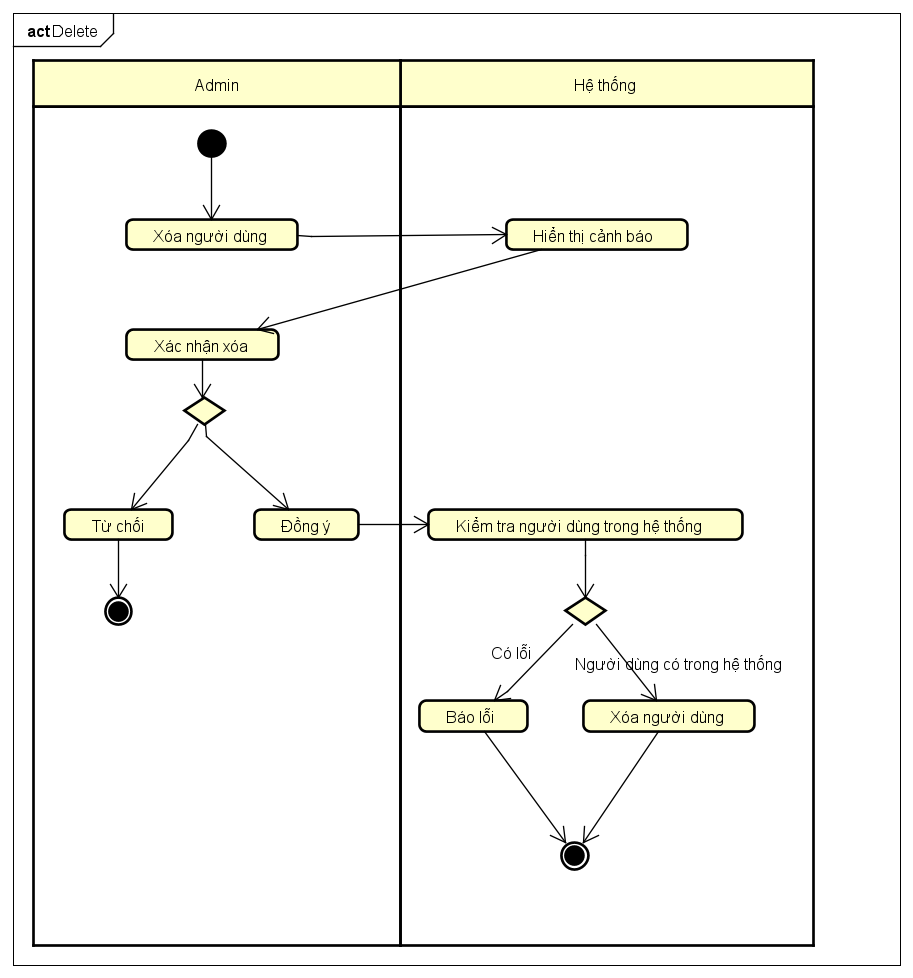 act Delete
Admin
Hệ thống
Xóa người dùng
Hiển thị cảnh báo
Xác nhận xóa
Từ chối
Đồng ý
Kiểm tra người dùng trong hệ thống
Có lỗi
Người dùng có trong hệ thống
Báo lỗi
Xóa người dùng